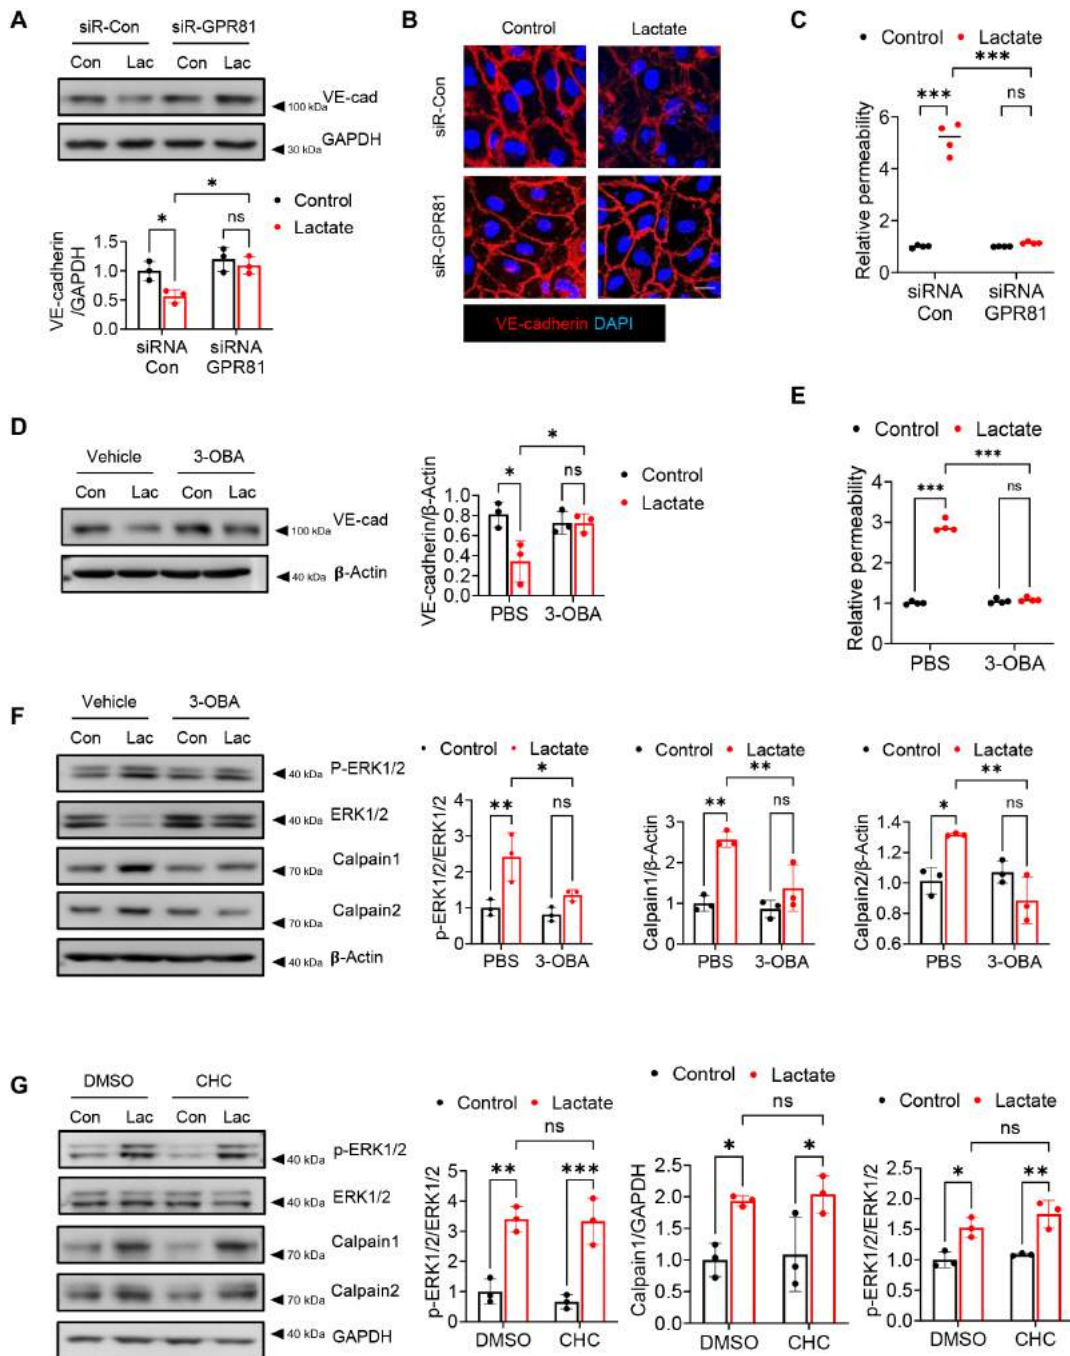 A
siR-Con siR-GPR81
Con Lac Con Lac
VE-cad
100 kDa
GAPDH
30 kDa
Control
Lactate
* * ns
VE-cadherin
/GAPDH
1.5
1.0
0.5
0.0
siRNA siRNA
Con GPR81
B
Control Lactate
siR-Con
siR-GPR81
VE-cadherin DAPI
C
Control Lactate
***
*** ns
Relative permeability
6
4
2
0
siRNA siRNA
Con GPR81
D
Vehicle 3-OBA
Con Lac Con Lac
VE-cad
100 kDa
β-Actin
40 kDa
*
* ns
Control
Lactate
VE-cadherin/β-Actin
1.0
0.8
0.6
0.4
0.2
0.0
PBS 3-OBA
E
Control Lactate
***
*** ns
Relative permeability
4
3
2
1
0
PBS 3-OBA
F
Vehicle 3-OBA
Con Lac Con Lac
P-ERK1/2
40 kDa
ERK1/2
40 kDa
Calpain1
70 kDa
Calpain2
70 kDa
β-Actin
40 kDa
Control Lactate
*
** ns
p-ERK1/2/ERK1/2
4
3
2
1
0
PBS 3-OBA
Control Lactate
**
** ns
Calpain1/β-Actin
3
2
1
0
PBS 3-OBA
Control Lactate
**
* ns
Calpain2/β-Actin
1.4
1.2
1.0
0.8
0.6
PBS 3-OBA
G
DMSO CHC
Con Lac Con Lac
p-ERK1/2
40 kDa
ERK1/2
40 kDa
Calpain1
70 kDa
Calpain2
70 kDa
GAPDH
40 kDa
Control Lactate
ns
** ***
p-ERK1/2/ERK1/2
5
4
3
2
1
0
DMSO CHC
Control Lactate
ns
* *
Calpain1/GAPDH
2.5
2.0
1.5
1.0
0.5
0.0
DMSO CHC
Control Lactate
ns
* **
p-ERK1/2/ERK1/2
2.5
2.0
1.5
1.0
0.5
0.0
DMSO CHC